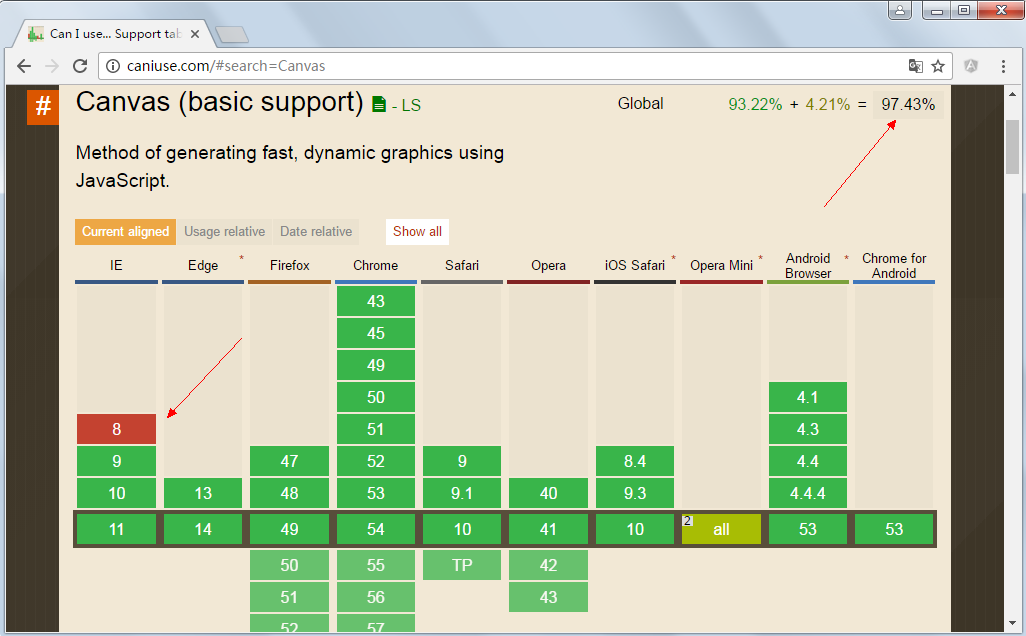 Can I use... Support tab
caniuse.com/#search=Canvas
# Canvas (basic support) - LS Global 93.22% + 4.21% = 97.43%
Method of generating fast, dynamic graphics using
JavaScript.
Current aligned Usage relative Date relative Show all
IE Edge * Firefox Chrome Safari Opera iOS Safari * Opera Mini * Android Browser * Chrome for Android
43
45
49
50 4.1
8 51 4.3
9 47 52 9 8.4 4.4
10 13 48 53 9.1 40 9.3 4.4.4
11 14 49 54 10 41 10 2 all 53 53
50 55 TP 42
51 56 43
52 57